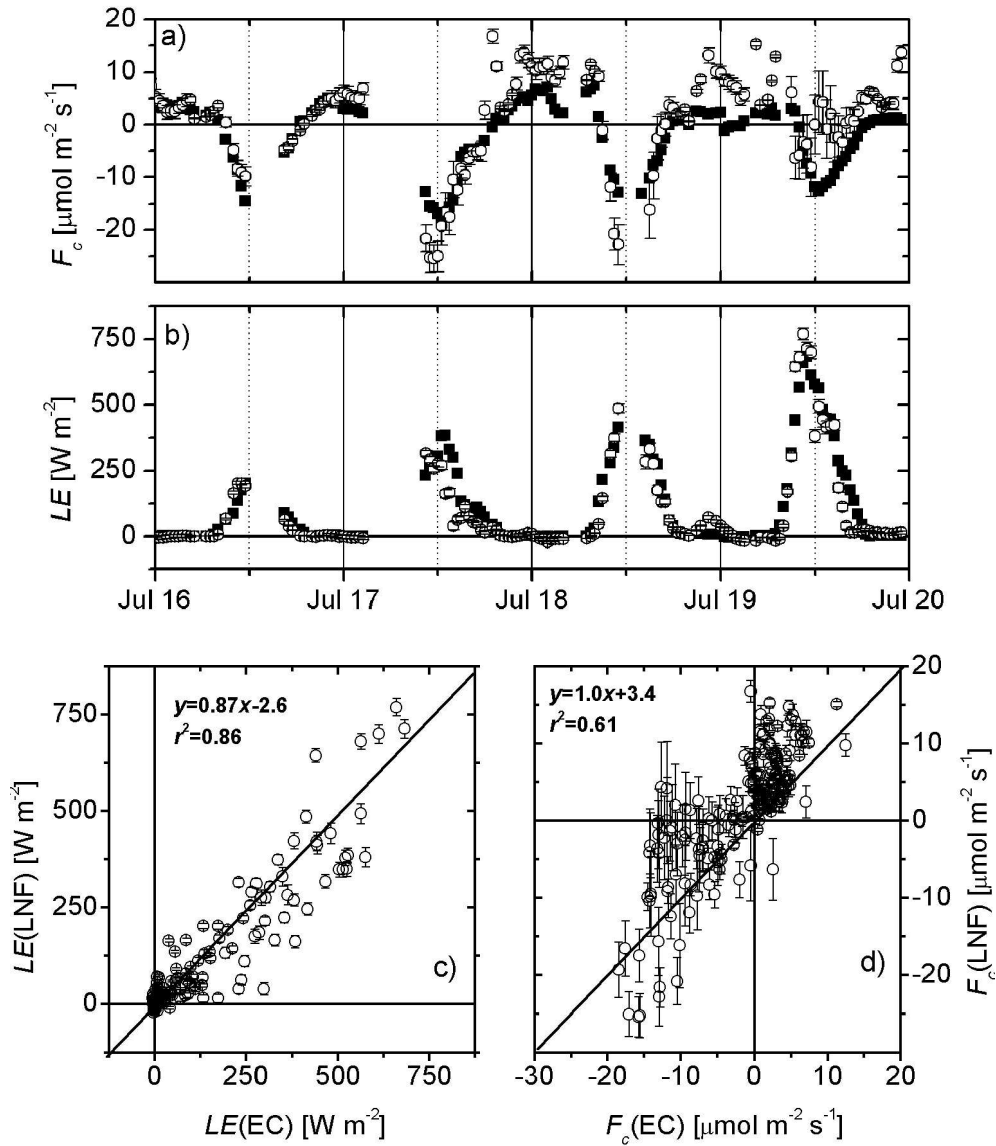 a)
20
10
0
-10
-20
F_c [μmol m⁻² s⁻¹]
b)
750
500
250
0
LE [W m⁻²]
Jul 16 Jul 17 Jul 18 Jul 19 Jul 20
y=0.87x-2.6
r²=0.86
750
500
250
0
LE(LNF) [W m⁻²]
c)
0 250 500 750
LE(EC) [W m⁻²]
y=1.0x+3.4
r²=0.61
20
10
0
-10
-20
F_c(LNF) [μmol m⁻² s⁻¹]
d)
-30 -20 -10 0 10 20
F_c(EC) [μmol m⁻² s⁻¹]